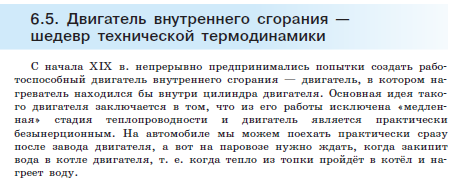 6.5. Двигатель внутреннего сгорания —
шедевр технической термодинамики
С начала XIX в. непрерывно предпринимались попытки создать рабо-
тоспособный двигатель внутреннего сгорания — двигатель, в котором на-
греватель находился бы внутри цилиндра двигателя. Основная идея тако-
го двигателя заключается в том, что из его работы исключена «медлен-
ная» стадия теплопроводности и двигатель является практически
безынерционным. На автомобиле мы можем поехать практически сразу
после завода двигателя, а вот на паровозе нужно ждать, когда закипит
вода в котле двигателя, т. е. когда тепло из топки пройдёт в котёл и на-
греет воду.